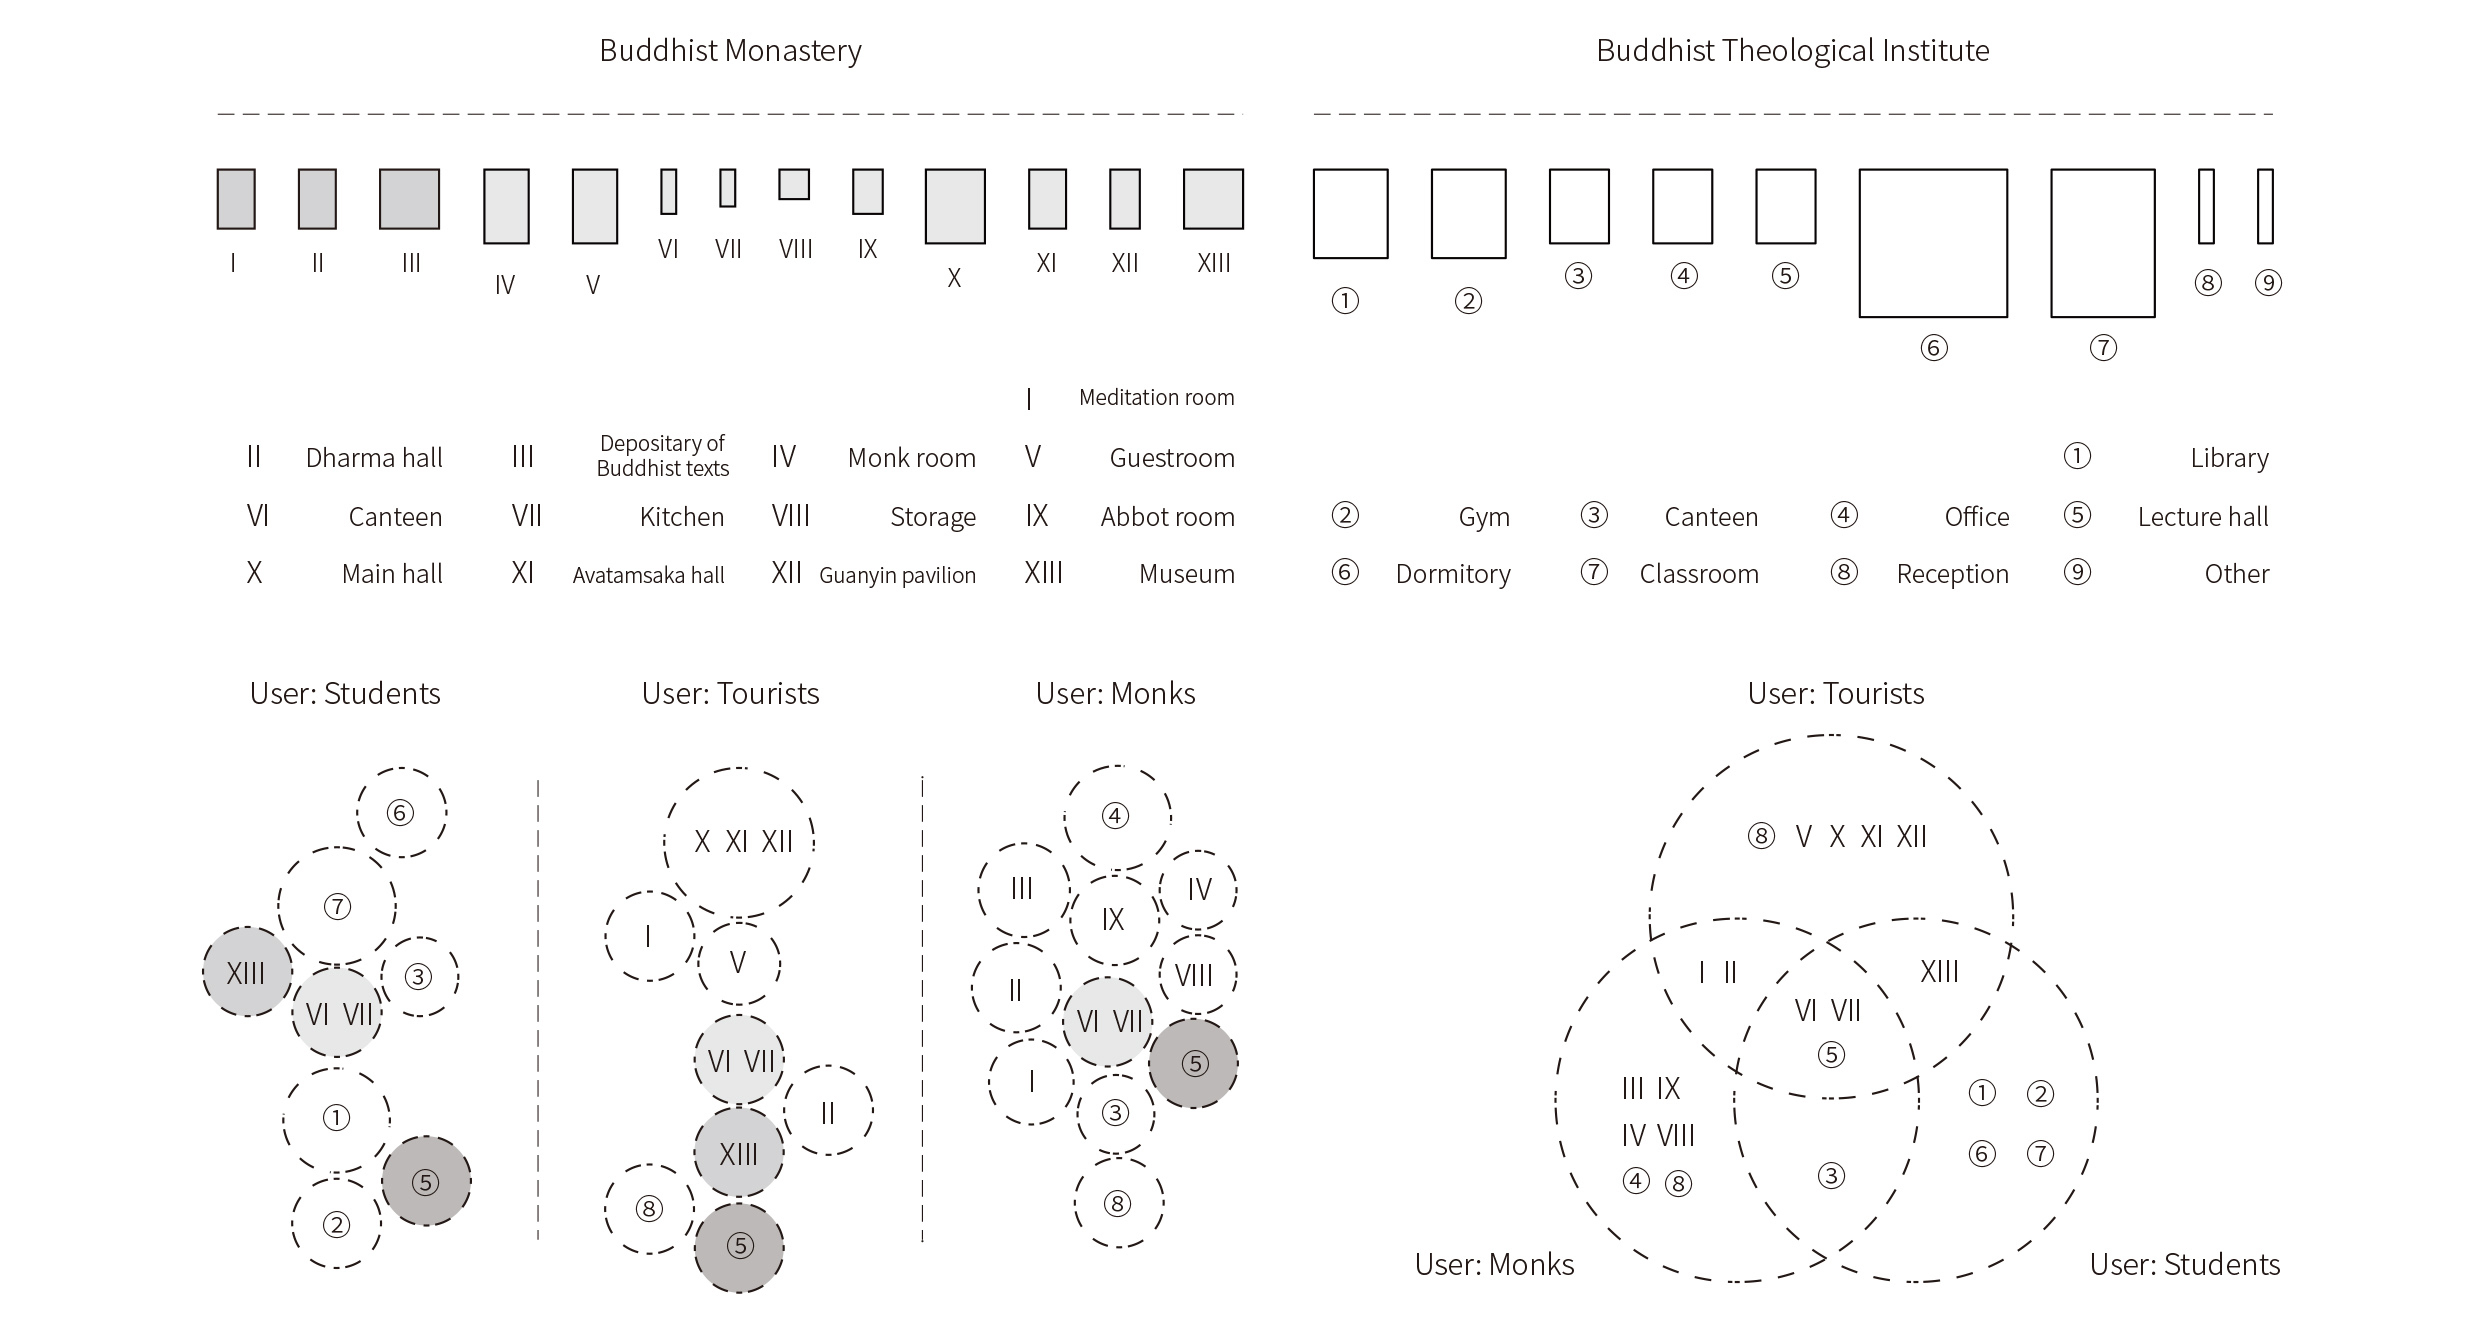 Buddhist Monastery
Buddhist Theological Institute
I II III IV V VI VII VIII IX X XI XII XIII
① ② ③ ④ ⑤ ⑥ ⑦ ⑧ ⑨
I Meditation room
II Dharma hall III Depositary of
Buddhist texts IV Monk room V Guestroom
VI Canteen VII Kitchen VIII Storage IX Abbot room
X Main hall XI Avatamsaka hall XII Guanyin pavilion XIII Museum
① Library
② Gym ③ Canteen ④ Office ⑤ Lecture hall
⑥ Dormitory ⑦ Classroom ⑧ Reception ⑨ Other
User: Students
⑥
⑦
XIII
③
VI VII
①
⑤
②
User: Tourists
X XI XII
I
V
VI VII
II
XIII
⑧
⑤
User: Monks
④
III
IV
IX
VIII
II
VI VII
⑤
I
③
⑧
User: Tourists
⑧ V X XI XII
I II
XIII
VI VII
⑤
III IX
IV VIII
④ ⑧
① ②
⑥ ⑦
③
User: Monks
User: Students